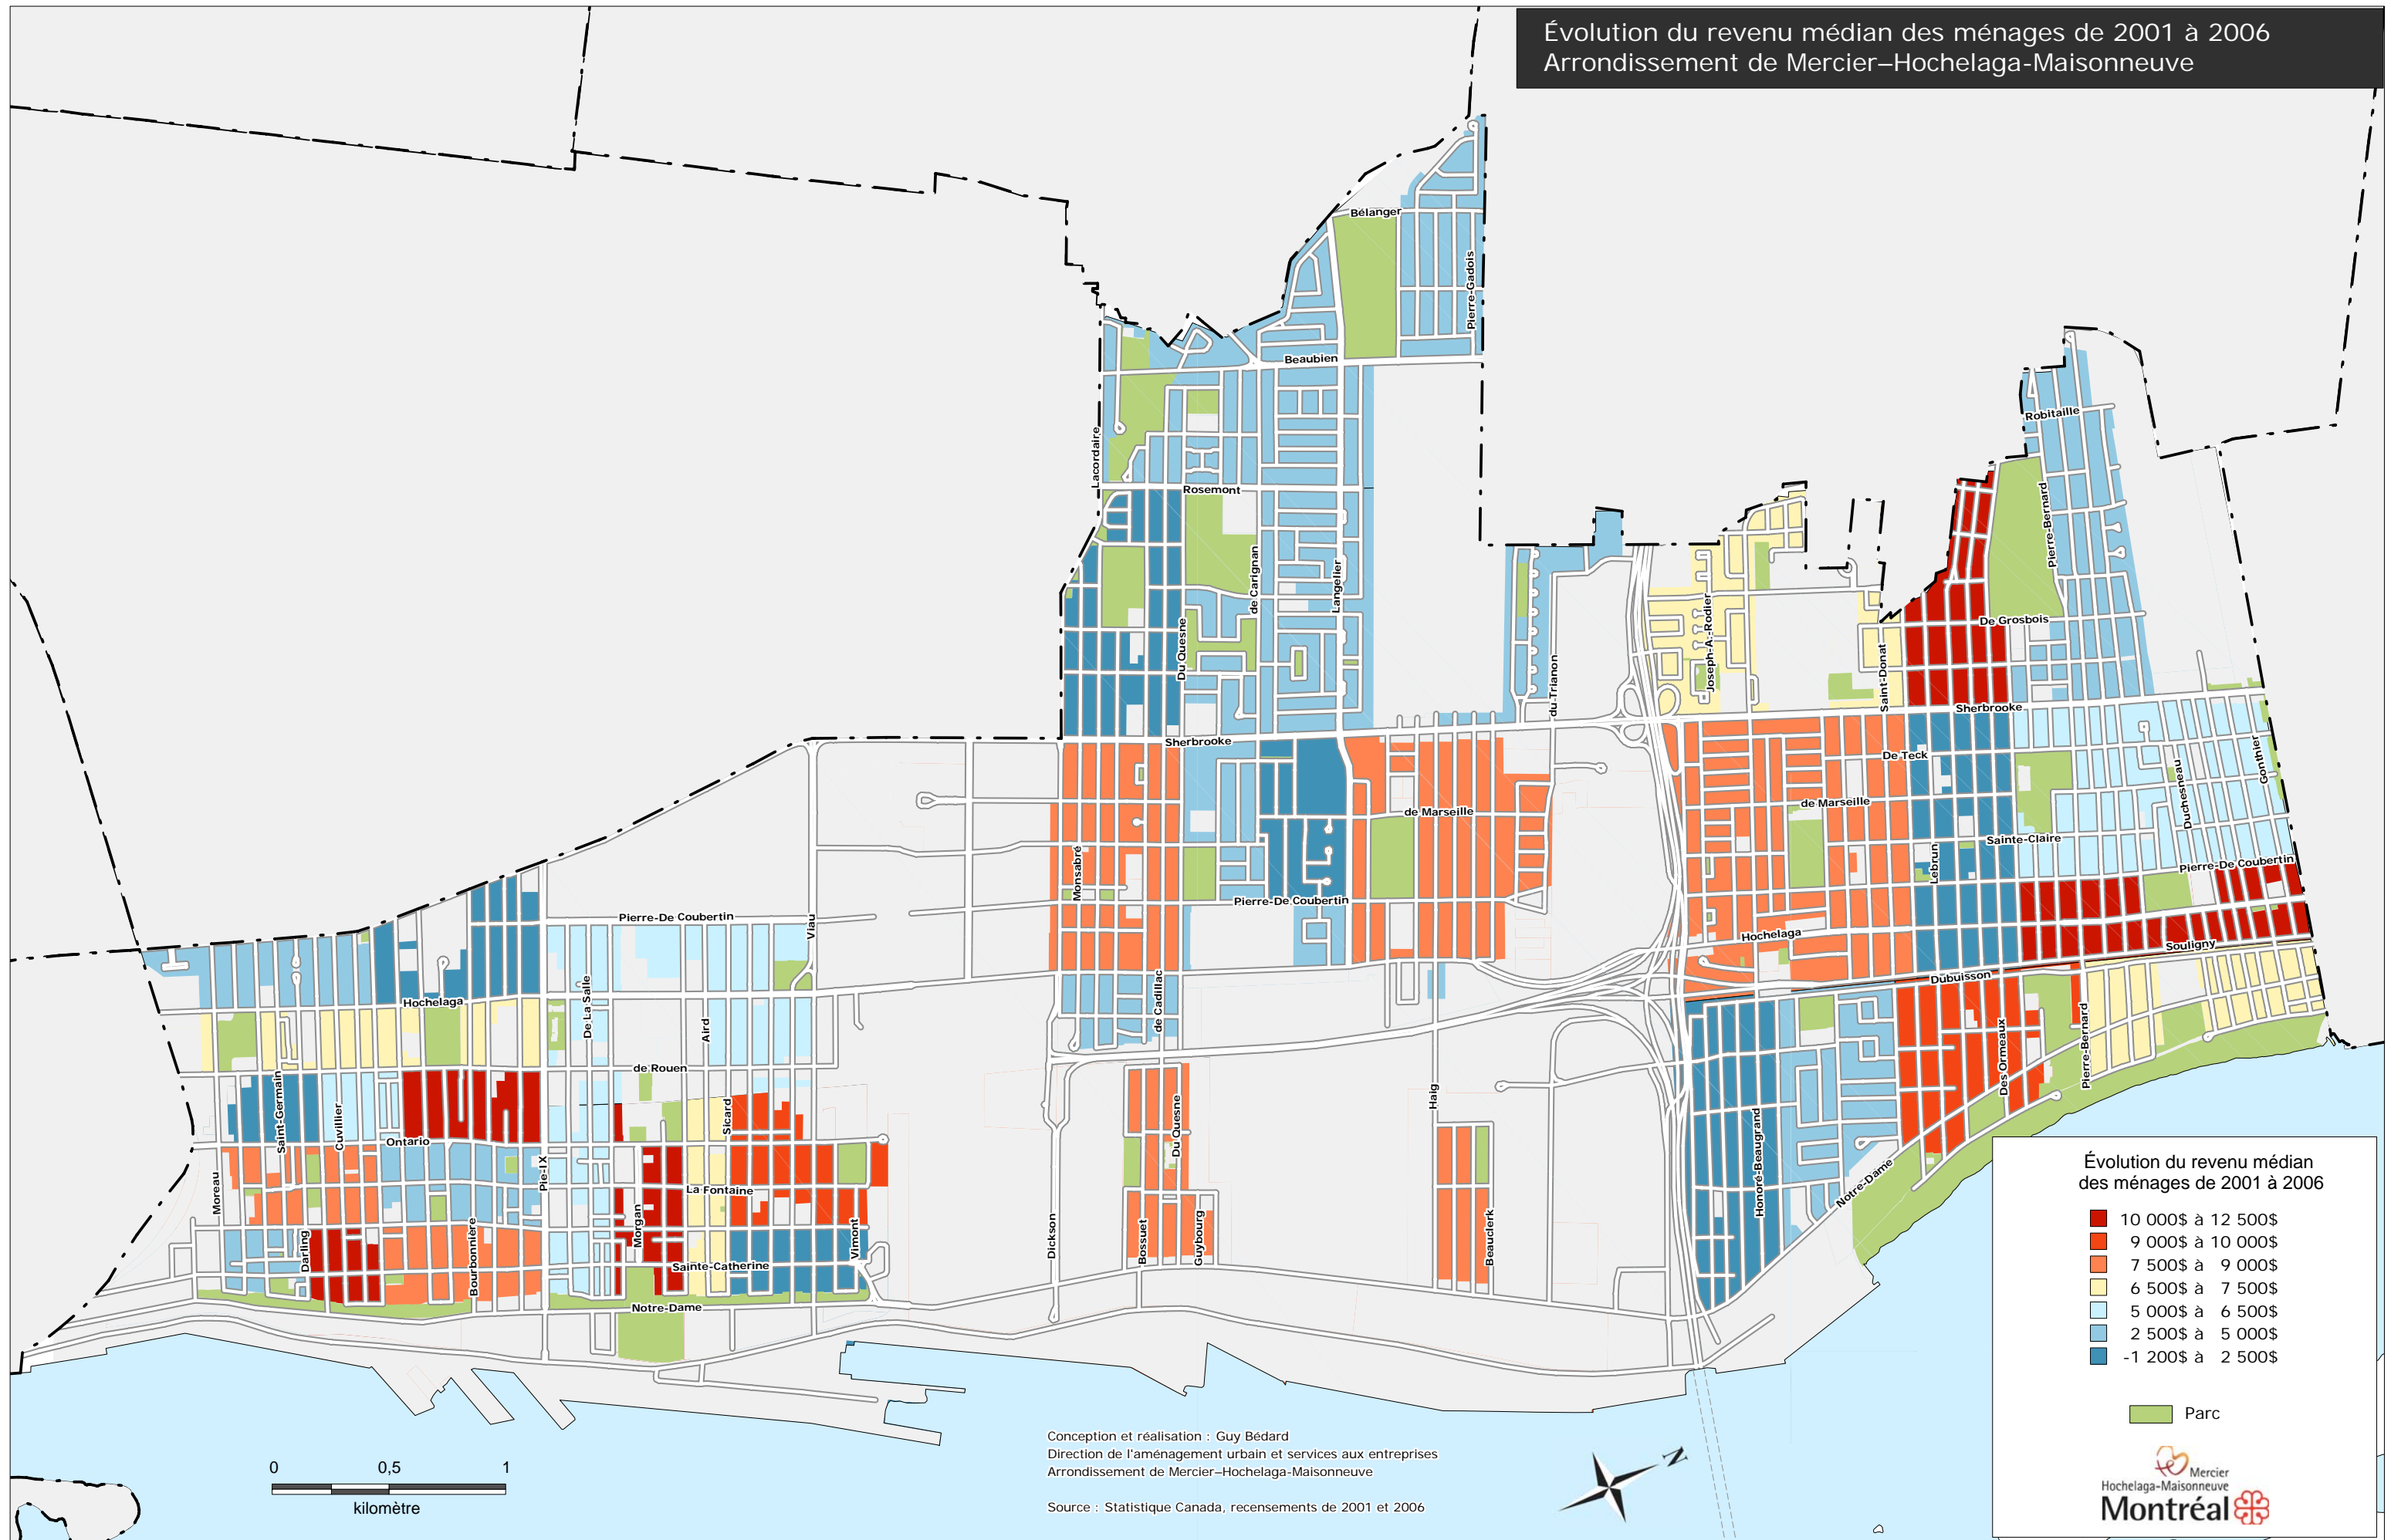 Évolution du revenu médian des ménages de 2001 à 2006
Arrondissement de Mercier–Hochelaga-Maisonneuve
Bélanger
Pierre-Gadois
Beaubien
Lacordaire
Rosemont
Robitaille
Pierre-Bernard
de Carignan
Langelier
Du Quesne
du Trianon
Joseph-A.-Rodier
Saint-Donat
De Grosbois
Sherbrooke
Sherbrooke
De Teck
Gonthier
Duchesneau
de Marseille
de Marseille
Sainte-Claire
Lebrun
Monsabré
Pierre-De Coubertin
Pierre-De Coubertin
Pierre-De Coubertin
Viau
Hochelaga
Souligny
Dubuisson
Hochelaga
De La Salle
Aird
de Cadillac
de Rouen
Haig
Des Ormeaux
Pierre-Bernard
Saint-Germain
Cuvillier
Ontario
Sicard
Du Quesne
Honoré-Beaugrand
Moreau
Pie-IX
La Fontaine
Notre-Dame
Darling
Bourbonnière
Morgan
Vimont
Dickson
Bossuet
Guybourg
Beauclerk
Sainte-Catherine
Notre-Dame
Évolution du revenu médian
des ménages de 2001 à 2006
10 000$ à 12 500$
9 000$ à 10 000$
7 500$ à 9 000$
6 500$ à 7 500$
5 000$ à 6 500$
2 500$ à 5 000$
-1 200$ à 2 500$
Parc
Mercier
Hochelaga-Maisonneuve
Montréal
0 0,5 1
kilomètre
Conception et réalisation : Guy Bédard
Direction de l'aménagement urbain et services aux entreprises
Arrondissement de Mercier–Hochelaga-Maisonneuve
Source : Statistique Canada, recensements de 2001 et 2006
N